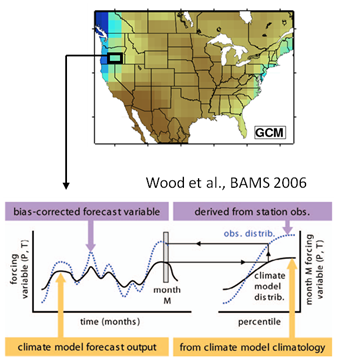 GCM
Wood et al., BAMS 2006
bias-corrected forecast variable
derived from station obs.
forcing
variable (P, T)
month
M
time (months)
obs. distrib.
climate
model
distrib.
percentile
month M forcing
variable (P, T)
climate model forecast output
from climate model climatology